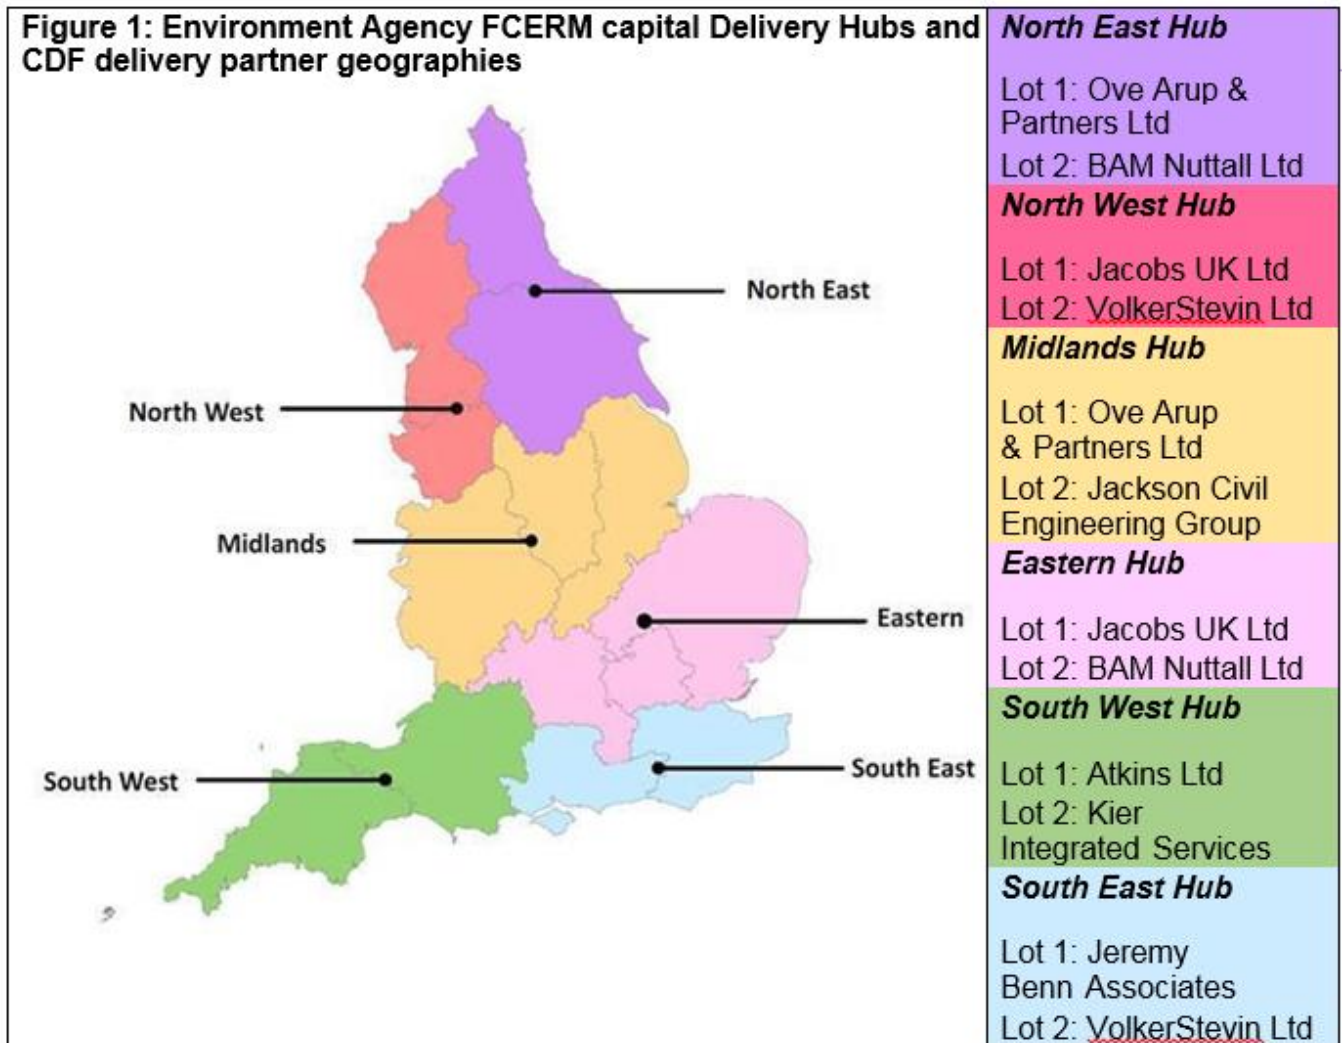 Figure 1: Environment Agency FCERM capital Delivery Hubs and
CDF delivery partner geographies
North East
North West
Midlands
Eastern
South West
South East
North East Hub
Lot 1: Ove Arup &
Partners Ltd
Lot 2: BAM Nuttall Ltd
North West Hub
Lot 1: Jacobs UK Ltd
Lot 2: VolkerStevin Ltd
Midlands Hub
Lot 1: Ove Arup
& Partners Ltd
Lot 2: Jackson Civil
Engineering Group
Eastern Hub
Lot 1: Jacobs UK Ltd
Lot 2: BAM Nuttall Ltd
South West Hub
Lot 1: Atkins Ltd
Lot 2: Kier
Integrated Services
South East Hub
Lot 1: Jeremy
Benn Associates
Lot 2: VolkerStevin Ltd